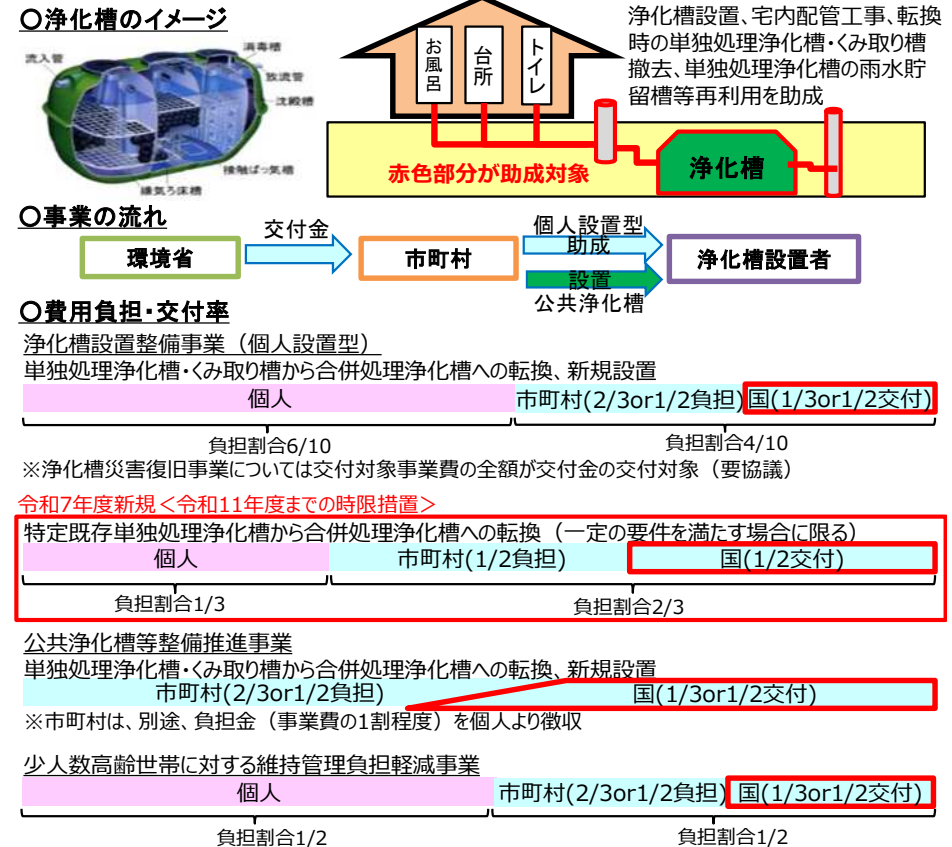 〇浄化槽のイメージ
流入管
消毒槽
放流管
沈殿槽
接触ばっ気槽
嫌気ろ床槽
お風呂
台所
トイレ
浄化槽設置、宅内配管工事、転換
時の単独処理浄化槽・くみ取り槽
撤去、単独処理浄化槽の雨水貯
留槽等再利用を助成
赤色部分が助成対象
浄化槽
〇事業の流れ
環境省
交付金
市町村
個人設置型
助成
設置
公共浄化槽
浄化槽設置者
〇費用負担・交付率
浄化槽設置整備事業（個人設置型）
単独処理浄化槽・くみ取り槽から合併処理浄化槽への転換、新規設置
個人
市町村(2/3or1/2負担)
国(1/3or1/2交付)
負担割合6/10
負担割合4/10
※浄化槽災害復旧事業については交付対象事業費の全額が交付金の交付対象（要協議）
令和7年度新規＜令和11年度までの時限措置＞
特定既存単独処理浄化槽から合併処理浄化槽への転換（一定の要件を満たす場合に限る）
個人
市町村(1/2負担)
国(1/2交付)
負担割合1/3
負担割合2/3
公共浄化槽等整備推進事業
単独処理浄化槽・くみ取り槽から合併処理浄化槽への転換、新規設置
市町村(2/3or1/2負担)
国(1/3or1/2交付)
※市町村は、別途、負担金（事業費の1割程度）を個人より徴収
少人数高齢世帯に対する維持管理負担軽減事業
個人
市町村(2/3or1/2負担)
国(1/3or1/2交付)
負担割合1/2
負担割合1/2